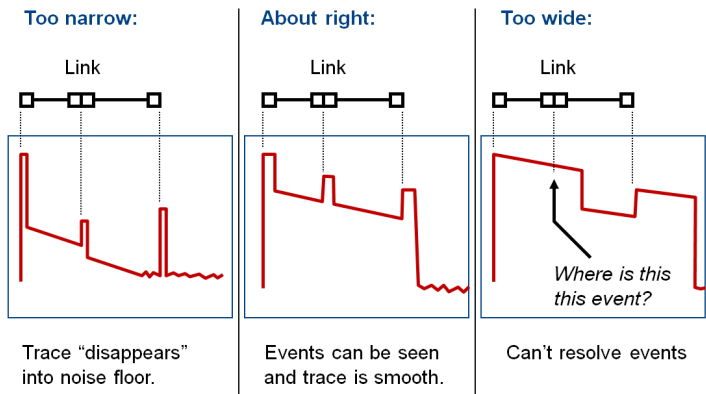 Too narrow:
Link
Trace “disappears”
into noise floor.
About right:
Link
Events can be seen
and trace is smooth.
Too wide:
Link
Where is this
this event?
Can’t resolve events